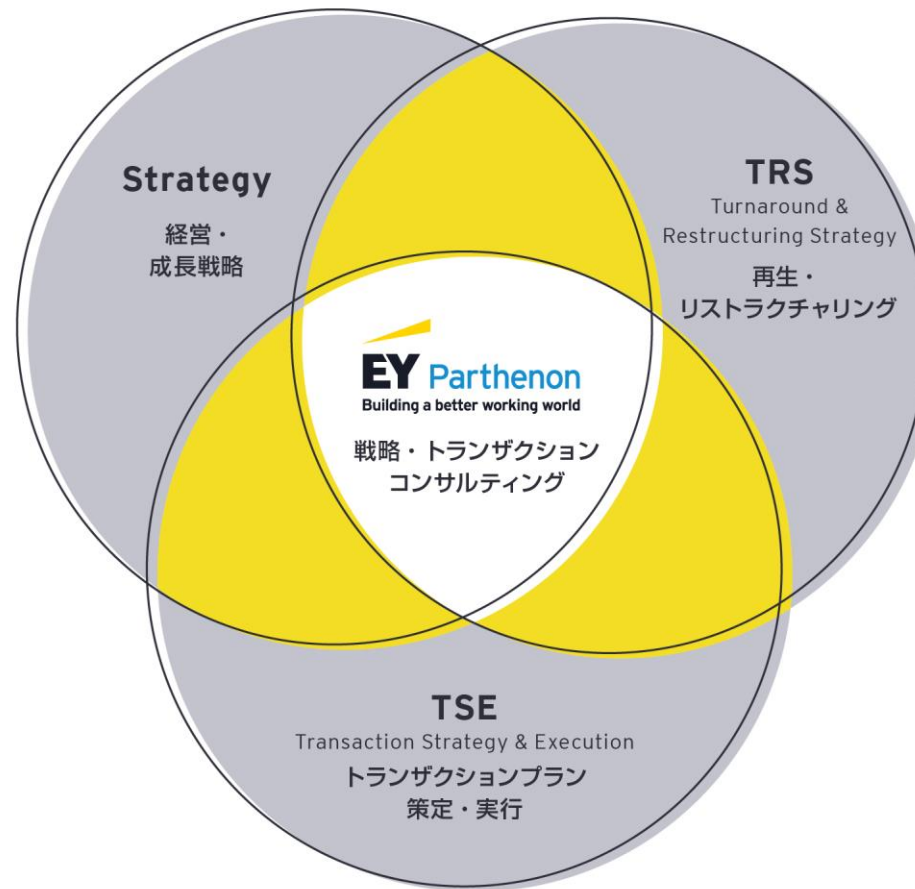 Strategy
経営・
成長戦略
TRS
Turnaround &
Restructuring Strategy
再生・
リストラクチャリング
EY Parthenon
Building a better working world
戦略・トランザクション
コンサルティング
TSE
Transaction Strategy & Execution
トランザクションプラン
策定・実行